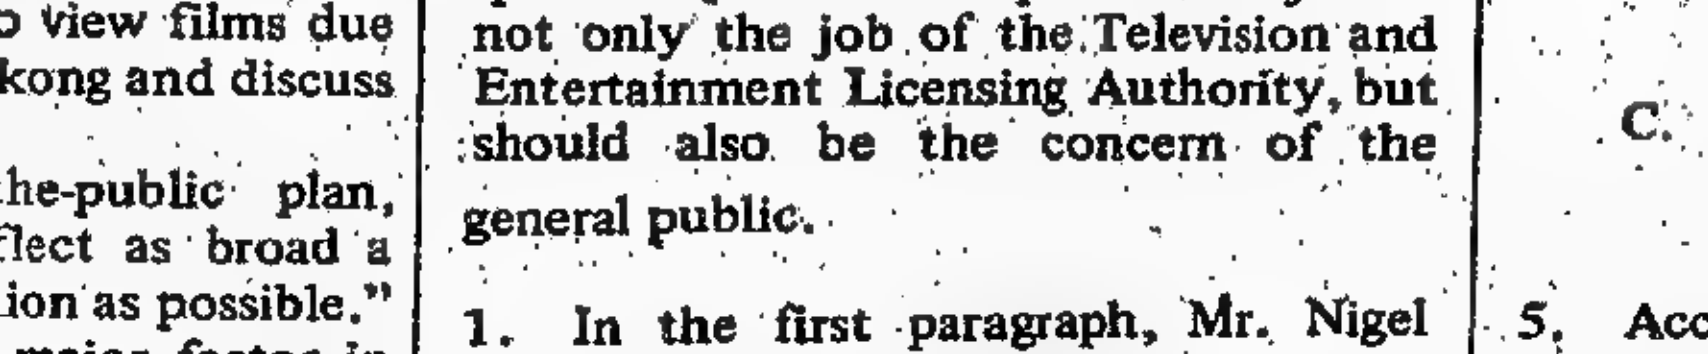 view films due
kong and discuss
he-public plan,
flect as broad a
ion as possible."
not only the job of the Television and
Entertainment Licensing Authority, but
should also be the concern of the
general public.
1. In the first paragraph, Mr. Nigel
C.
5. Acc